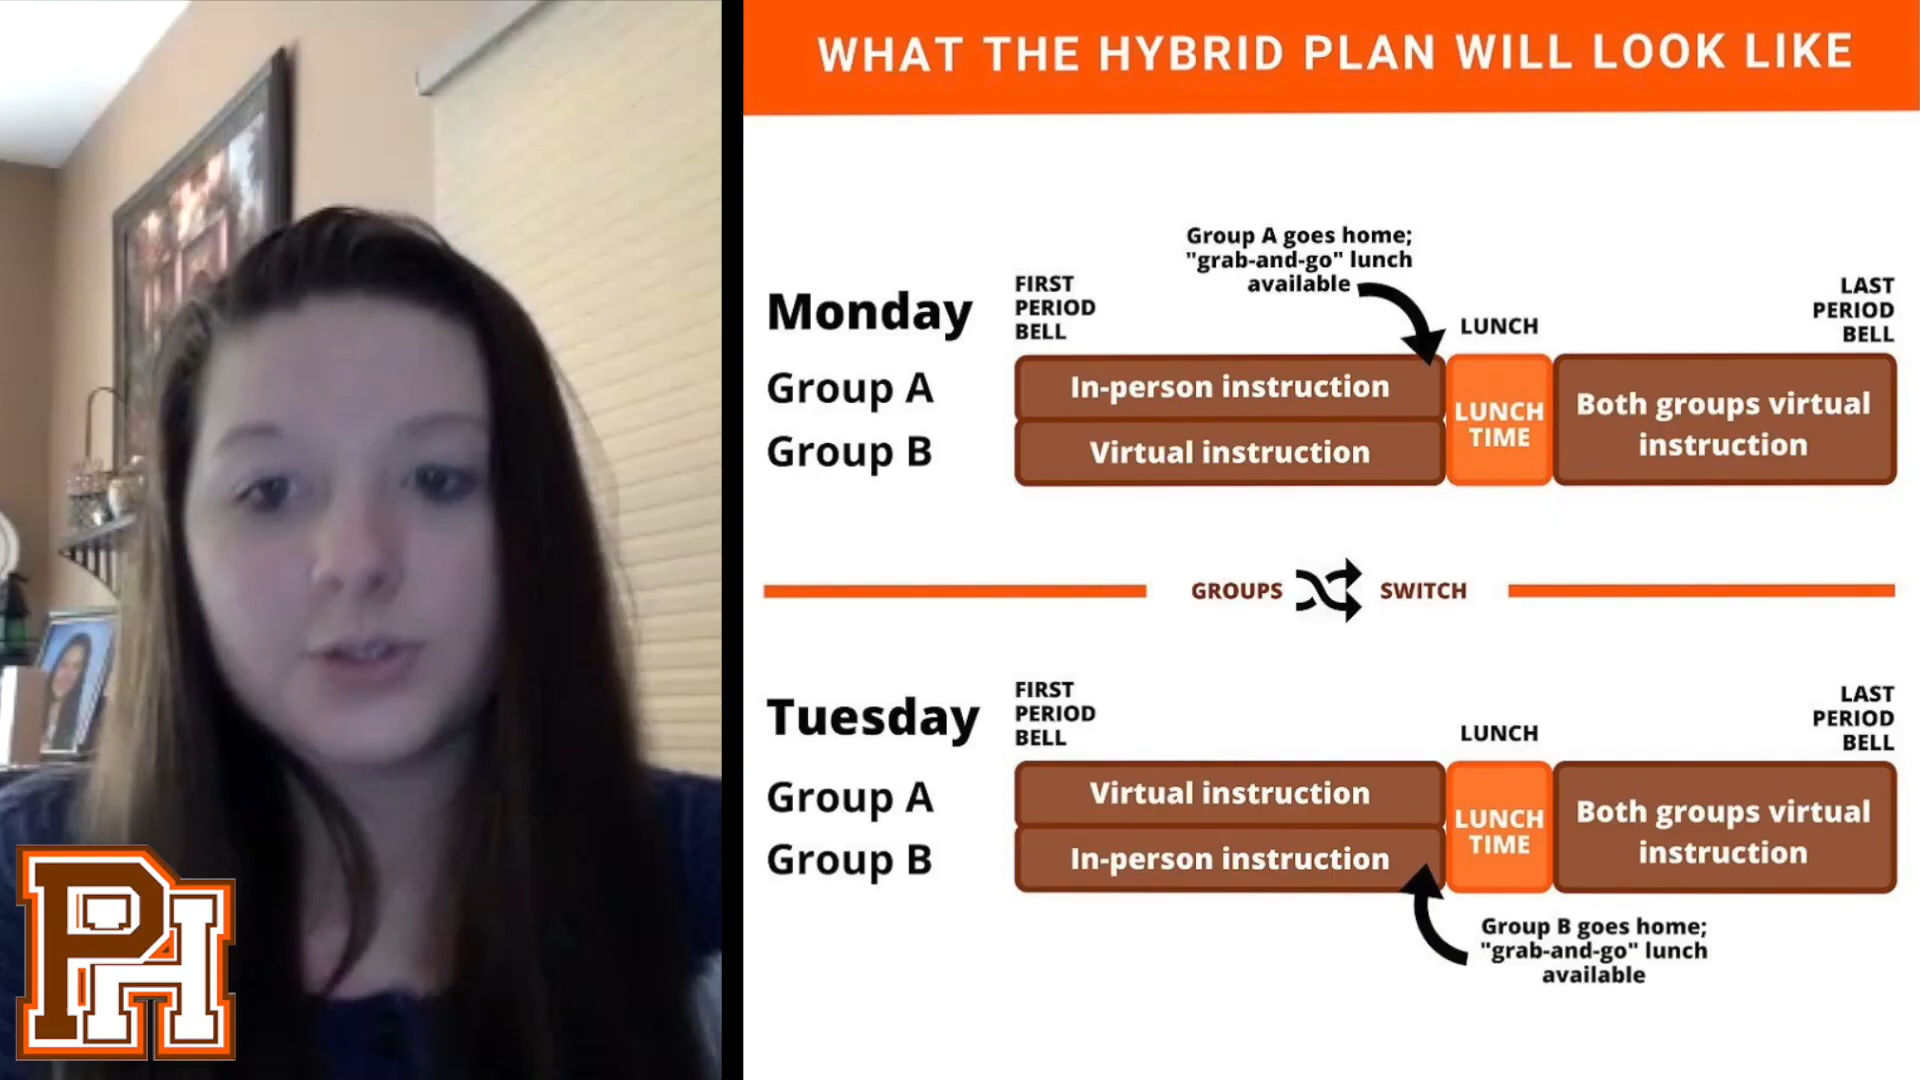 WHAT THE HYBRID PLAN WILL LOOK LIKE
Group A goes home;
"grab-and-go" lunch
available
Monday
FIRST
PERIOD
BELL
LUNCH
LAST
PERIOD
BELL
Group A
In-person instruction
Group B
Virtual instruction
LUNCH
TIME
Both groups virtual
instruction
GROUPS SWITCH
Tuesday
FIRST
PERIOD
BELL
LUNCH
LAST
PERIOD
BELL
Group A
Virtual instruction
Group B
In-person instruction
LUNCH
TIME
Both groups virtual
instruction
Group B goes home;
"grab-and-go" lunch
available
PH